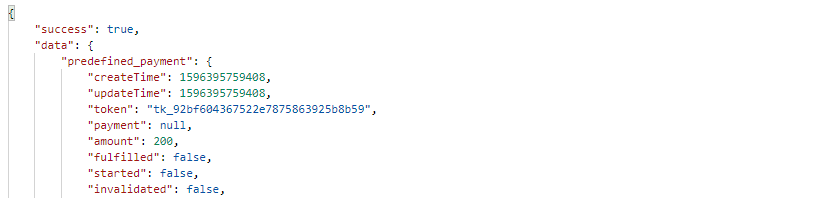 {
"success": true,
"data": {
"predefined_payment": {
"createTime": 1596395759408,
"updateTime": 1596395759408,
"token": "tk_92bf604367522e7875863925b8b59",
"payment": null,
"amount": 200,
"fulfilled": false,
"started": false,
"invalidated": false,